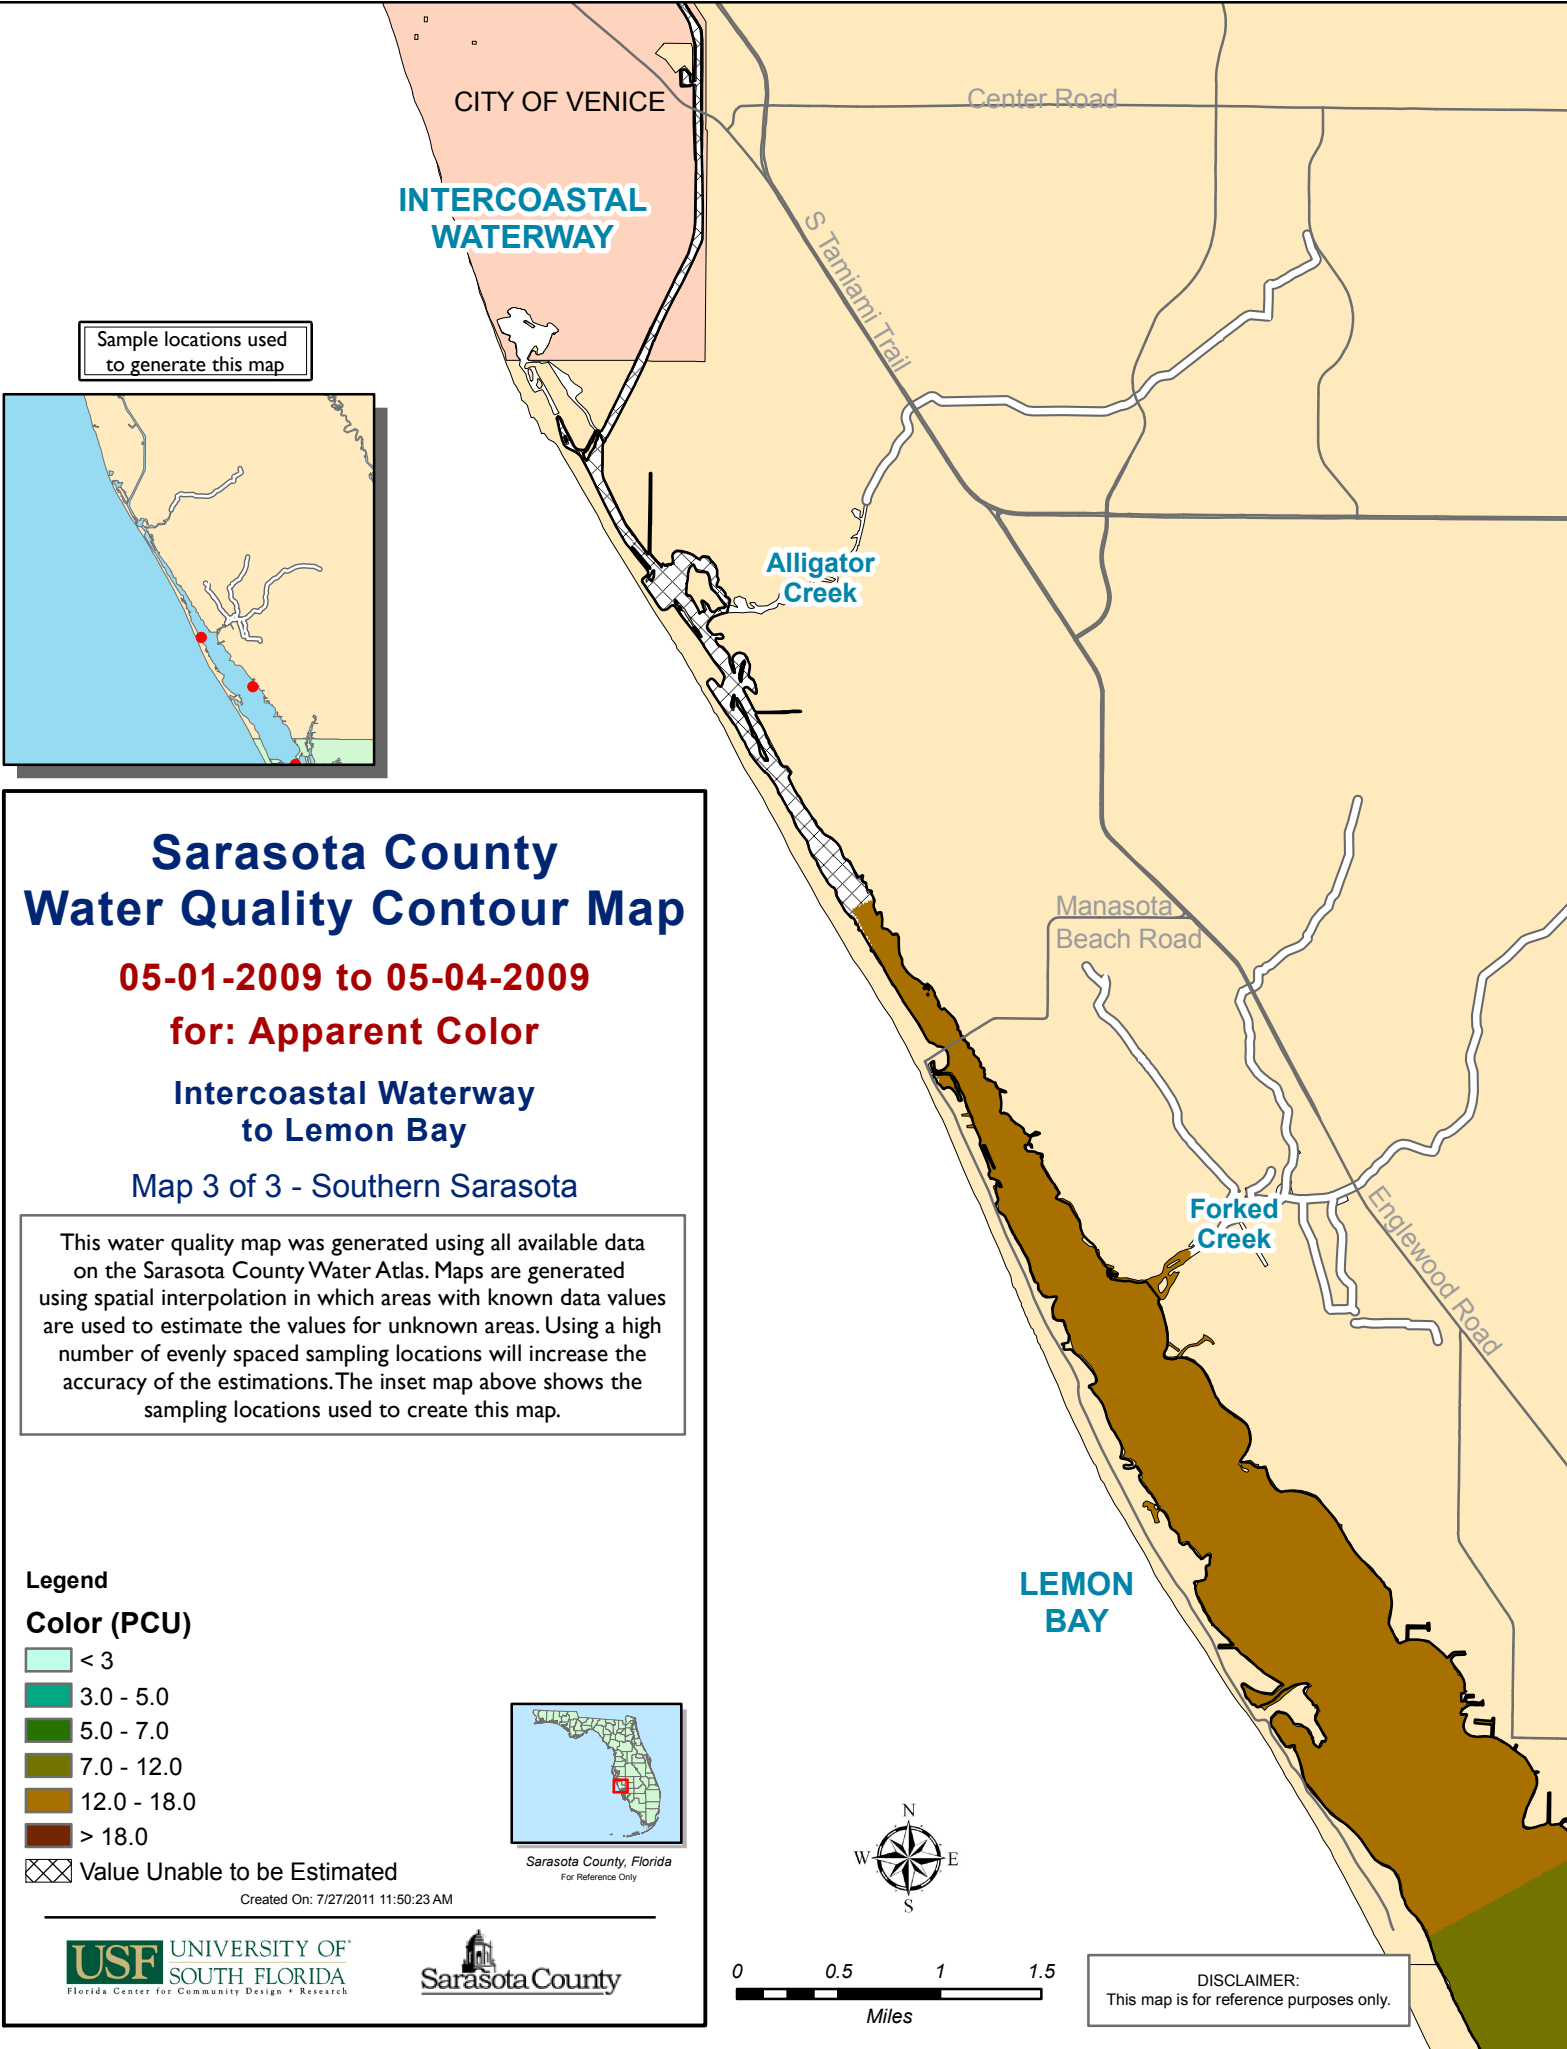 CITY OF VENICE
Center Road
INTERCOASTAL
WATERWAY
S Tamiami Trail
Sample locations used
to generate this map
Alligator
Creek
Sarasota County
Water Quality Contour Map
05-01-2009 to 05-04-2009
for: Apparent Color
Intercoastal Waterway
to Lemon Bay
Map 3 of 3 - Southern Sarasota
This water quality map was generated using all available data
on the Sarasota County Water Atlas. Maps are generated
using spatial interpolation in which areas with known data values
are used to estimate the values for unknown areas. Using a high
number of evenly spaced sampling locations will increase the
accuracy of the estimations. The inset map above shows the
sampling locations used to create this map.
Manasota
Beach Road
Forked
Creek
Englewood Road
LEMON
BAY
Legend
Color (PCU)
< 3
3.0 - 5.0
5.0 - 7.0
7.0 - 12.0
12.0 - 18.0
> 18.0
Value Unable to be Estimated
Sarasota County, Florida
For Reference Only
Created On: 7/27/2011 11:50:23 AM
USF UNIVERSITY OF
SOUTH FLORIDA
Florida Center for Community Design + Research
Sarasota County
N
W E
S
0 0.5 1 1.5
Miles
DISCLAIMER:
This map is for reference purposes only.